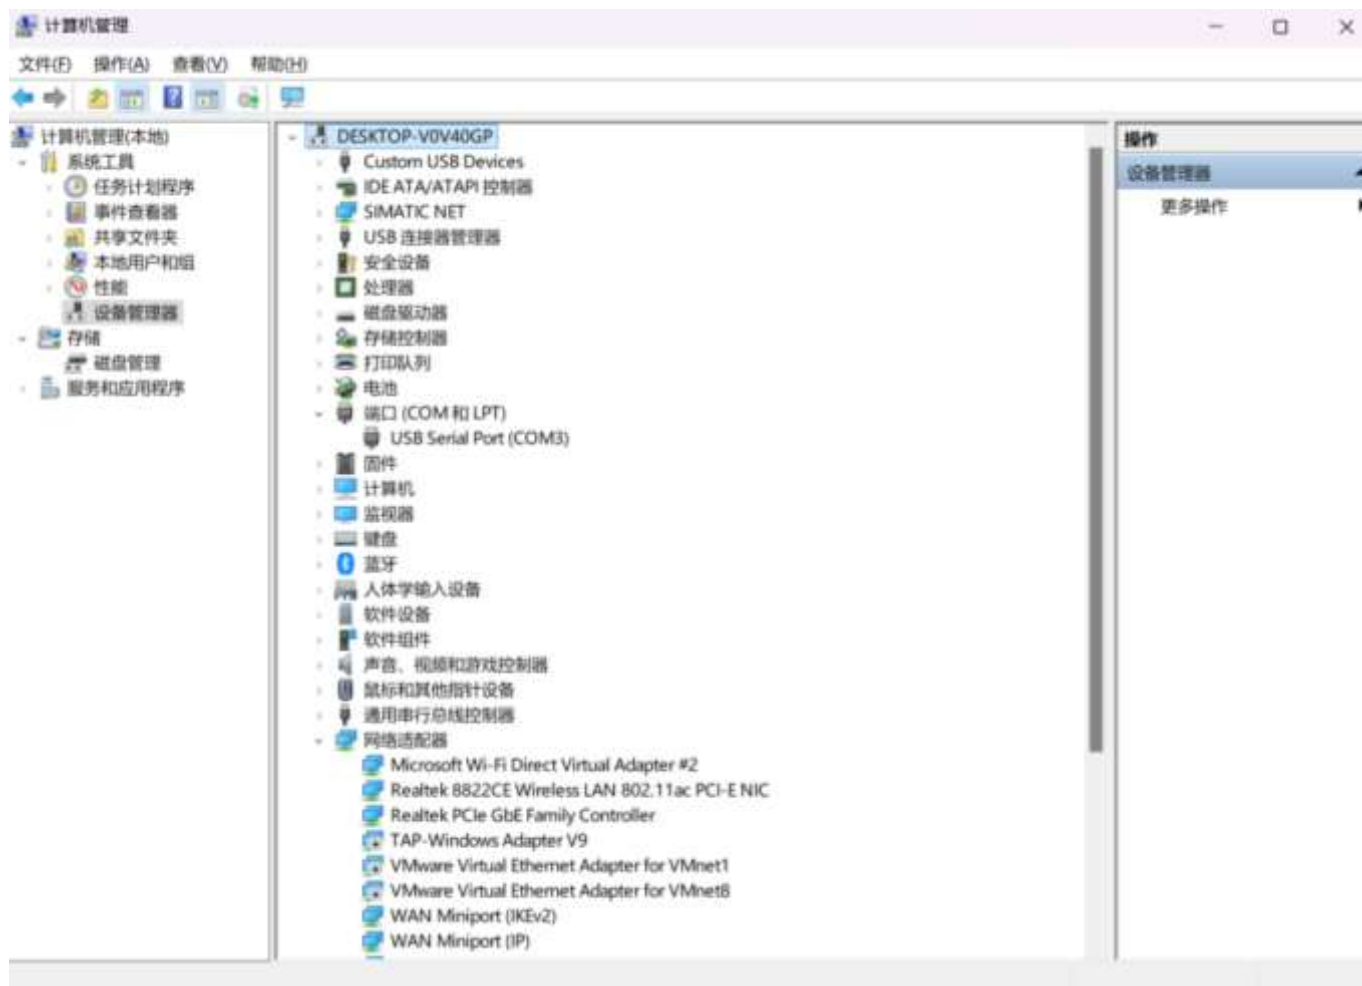 计算机管理
文件(F) 操作(A) 查看(V) 帮助(H)
计算机管理(本地)
系统工具
任务计划程序
事件查看器
共享文件夹
本地用户和组
性能
设备管理器
存储
磁盘管理
服务和应用程序
DESKTOP-V0V40GP
Custom USB Devices
IDE ATA/ATAPI 控制器
SIMATIC NET
USB 连接器管理器
安全设备
处理器
磁盘驱动器
存储控制器
打印队列
电池
端口 (COM 和 LPT)
USB Serial Port (COM3)
固件
计算机
监视器
键盘
蓝牙
人体学输入设备
软件设备
软件组件
声音、视频和游戏控制器
鼠标和其他指针设备
通用串行总线控制器
网络适配器
Microsoft Wi-Fi Direct Virtual Adapter #2
Realtek 8822CE Wireless LAN 802.11ac PCI-E NIC
Realtek PCIe GbE Family Controller
TAP-Windows Adapter V9
VMware Virtual Ethernet Adapter for VMnet1
VMware Virtual Ethernet Adapter for VMnet8
WAN Miniport (IKEv2)
WAN Miniport (IP)
操作
设备管理器
更多操作